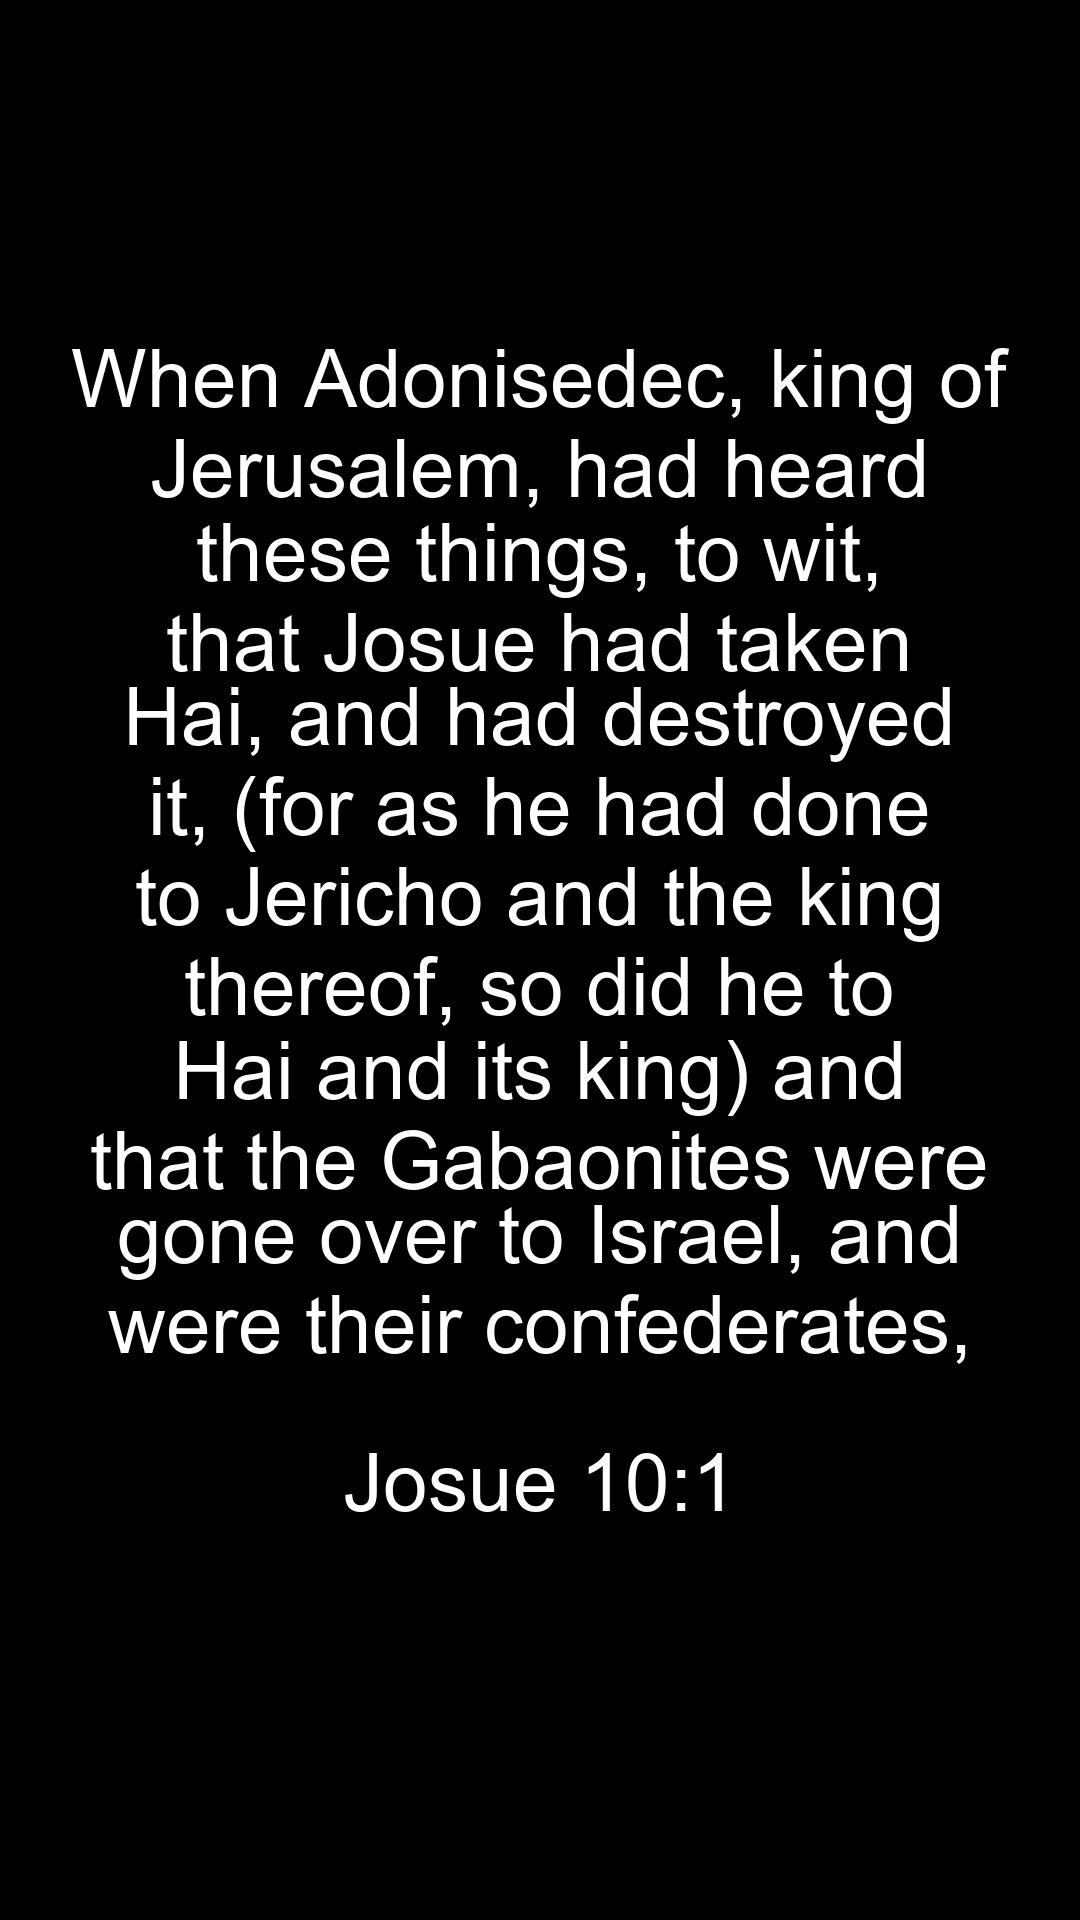 When Adonisedec, king of
Jerusalem, had heard
these things, to wit,
that Josue had taken
Hai, and had destroyed
it, (for as he had done
to Jericho and the king
thereof, so did he to
Hai and its king) and
that the Gabaonites were
gone over to Israel, and
were their confederates,
Josue 10:1